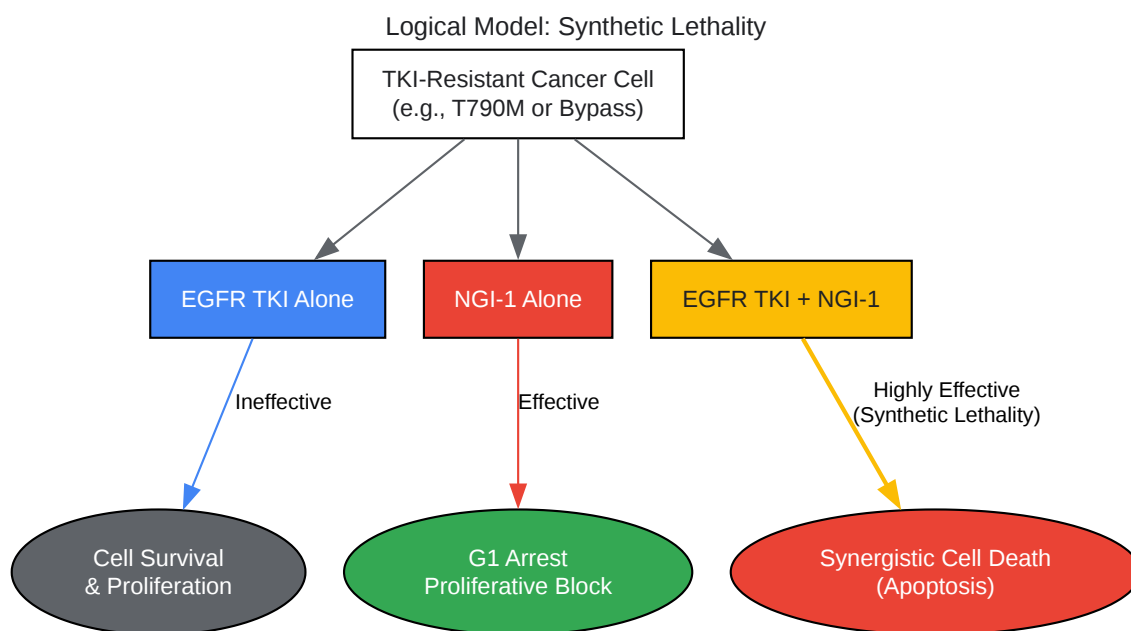 Logical Model: Synthetic Lethality
TKI-Resistant Cancer Cell
(e.g., T790M or Bypass)
EGFR TKI Alone
NGI-1 Alone
EGFR TKI + NGI-1
Ineffective
Effective
Highly Effective
(Synthetic Lethality)
Cell Survival
& Proliferation
G1 Arrest
Proliferative Block
Synergistic Cell Death
(Apoptosis)